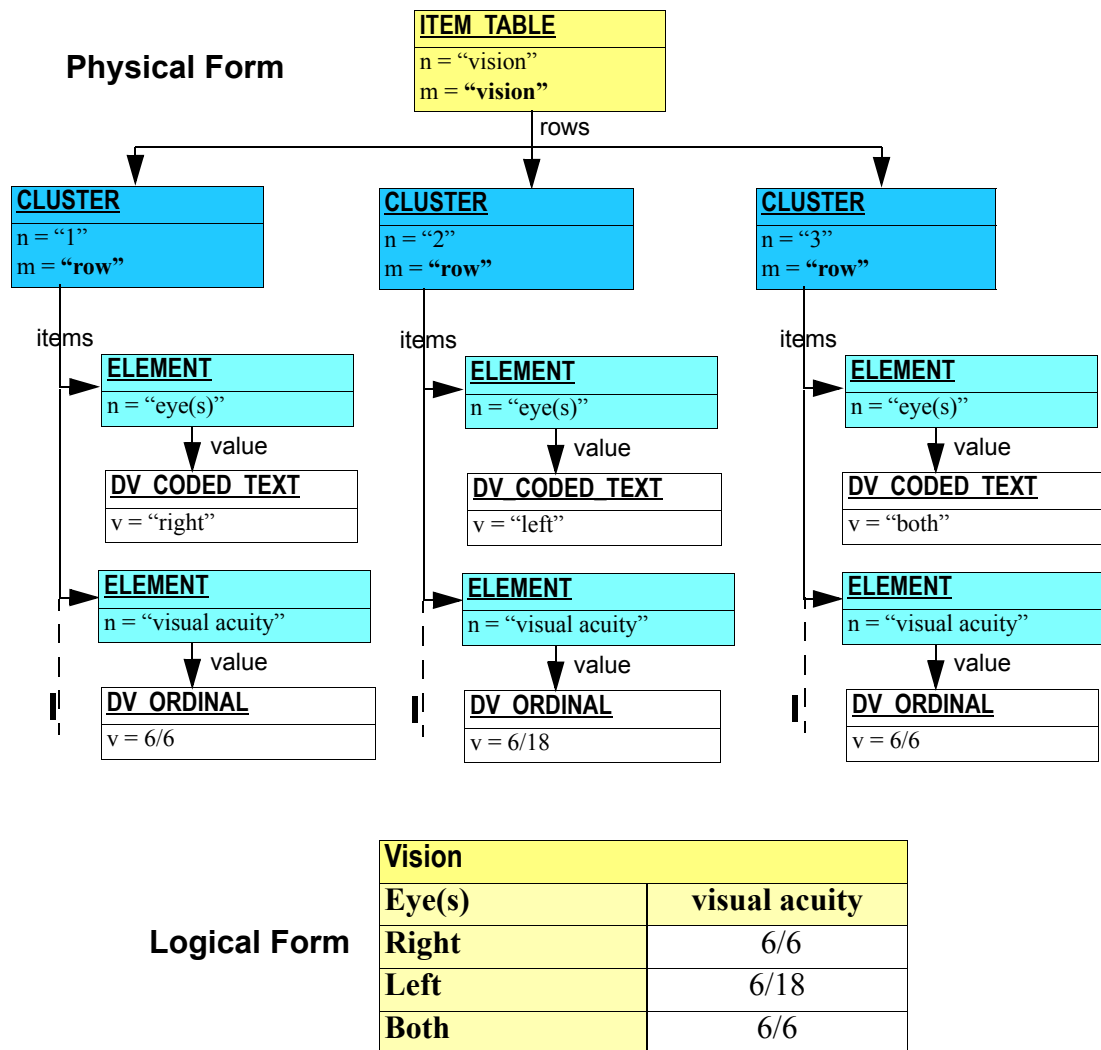 Physical Form
ITEM_TABLE
n = “vision”
m = “vision”
rows
CLUSTER
n = “1”
m = “row”
CLUSTER
n = “2”
m = “row”
CLUSTER
n = “3”
m = “row”
items
items
items
ELEMENT
n = “eye(s)”
ELEMENT
n = “eye(s)”
ELEMENT
n = “eye(s)”
value
value
value
DV_CODED_TEXT
v = “right”
DV_CODED_TEXT
v = “left”
DV_CODED_TEXT
v = “both”
ELEMENT
n = “visual acuity”
ELEMENT
n = “visual acuity”
ELEMENT
n = “visual acuity”
value
value
value
DV_ORDINAL
v = 6/6
DV_ORDINAL
v = 6/18
DV_ORDINAL
v = 6/6
Logical Form
Vision
Eye(s) visual acuity
Right 6/6
Left 6/18
Both 6/6